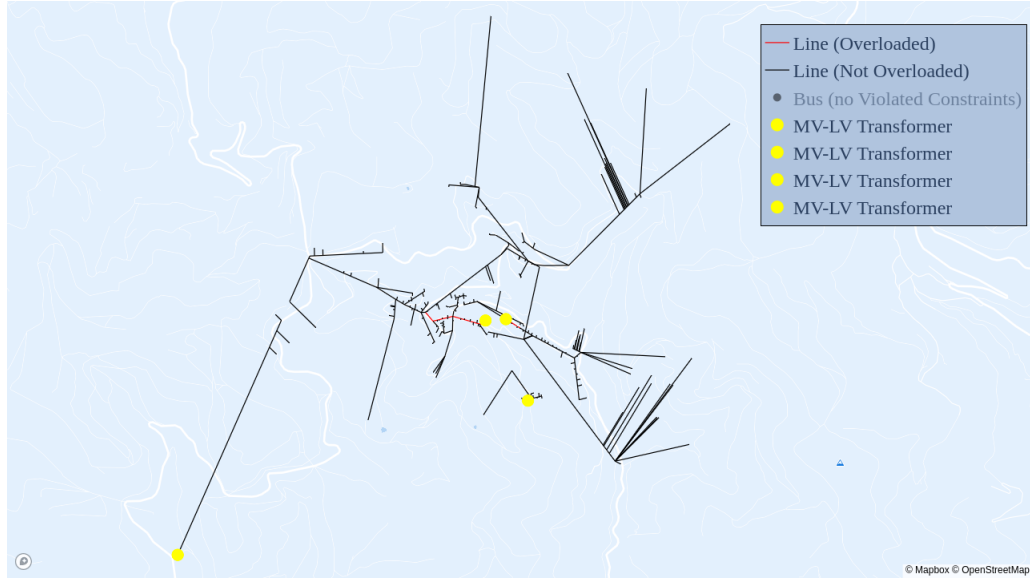 Line (Overloaded)
Line (Not Overloaded)
Bus (no Violated Constraints)
MV-LV Transformer
MV-LV Transformer
MV-LV Transformer
MV-LV Transformer
© Mapbox © OpenStreetMap